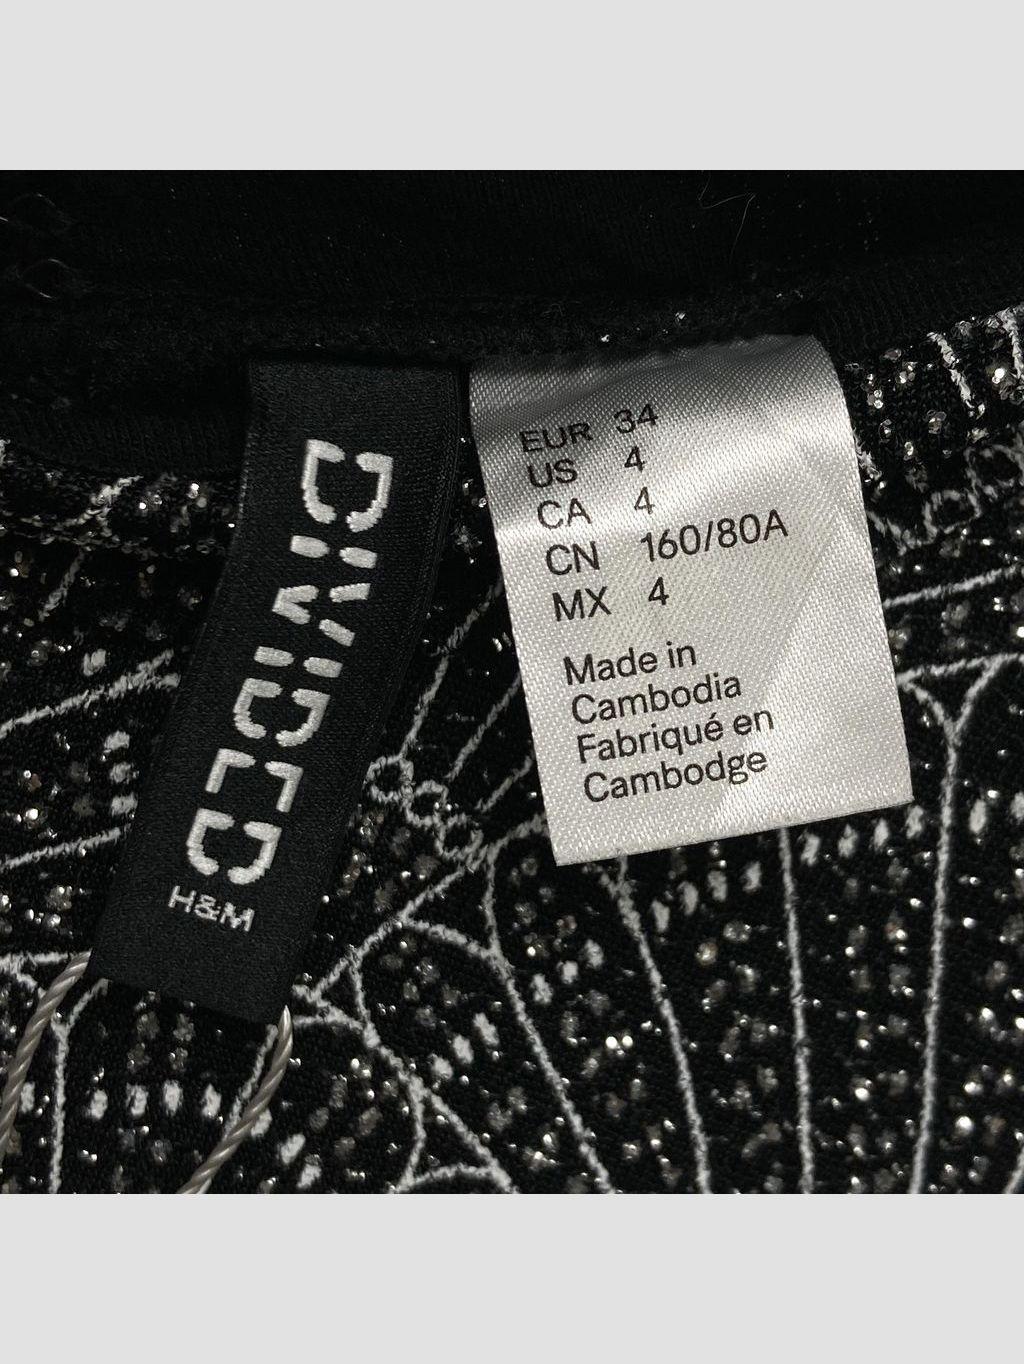 DIVIDED
H&M
EUR 34
US 4
CA 4
CN 160/80A
MX 4
Made in
Cambodia
Fabriqué en
Cambodge